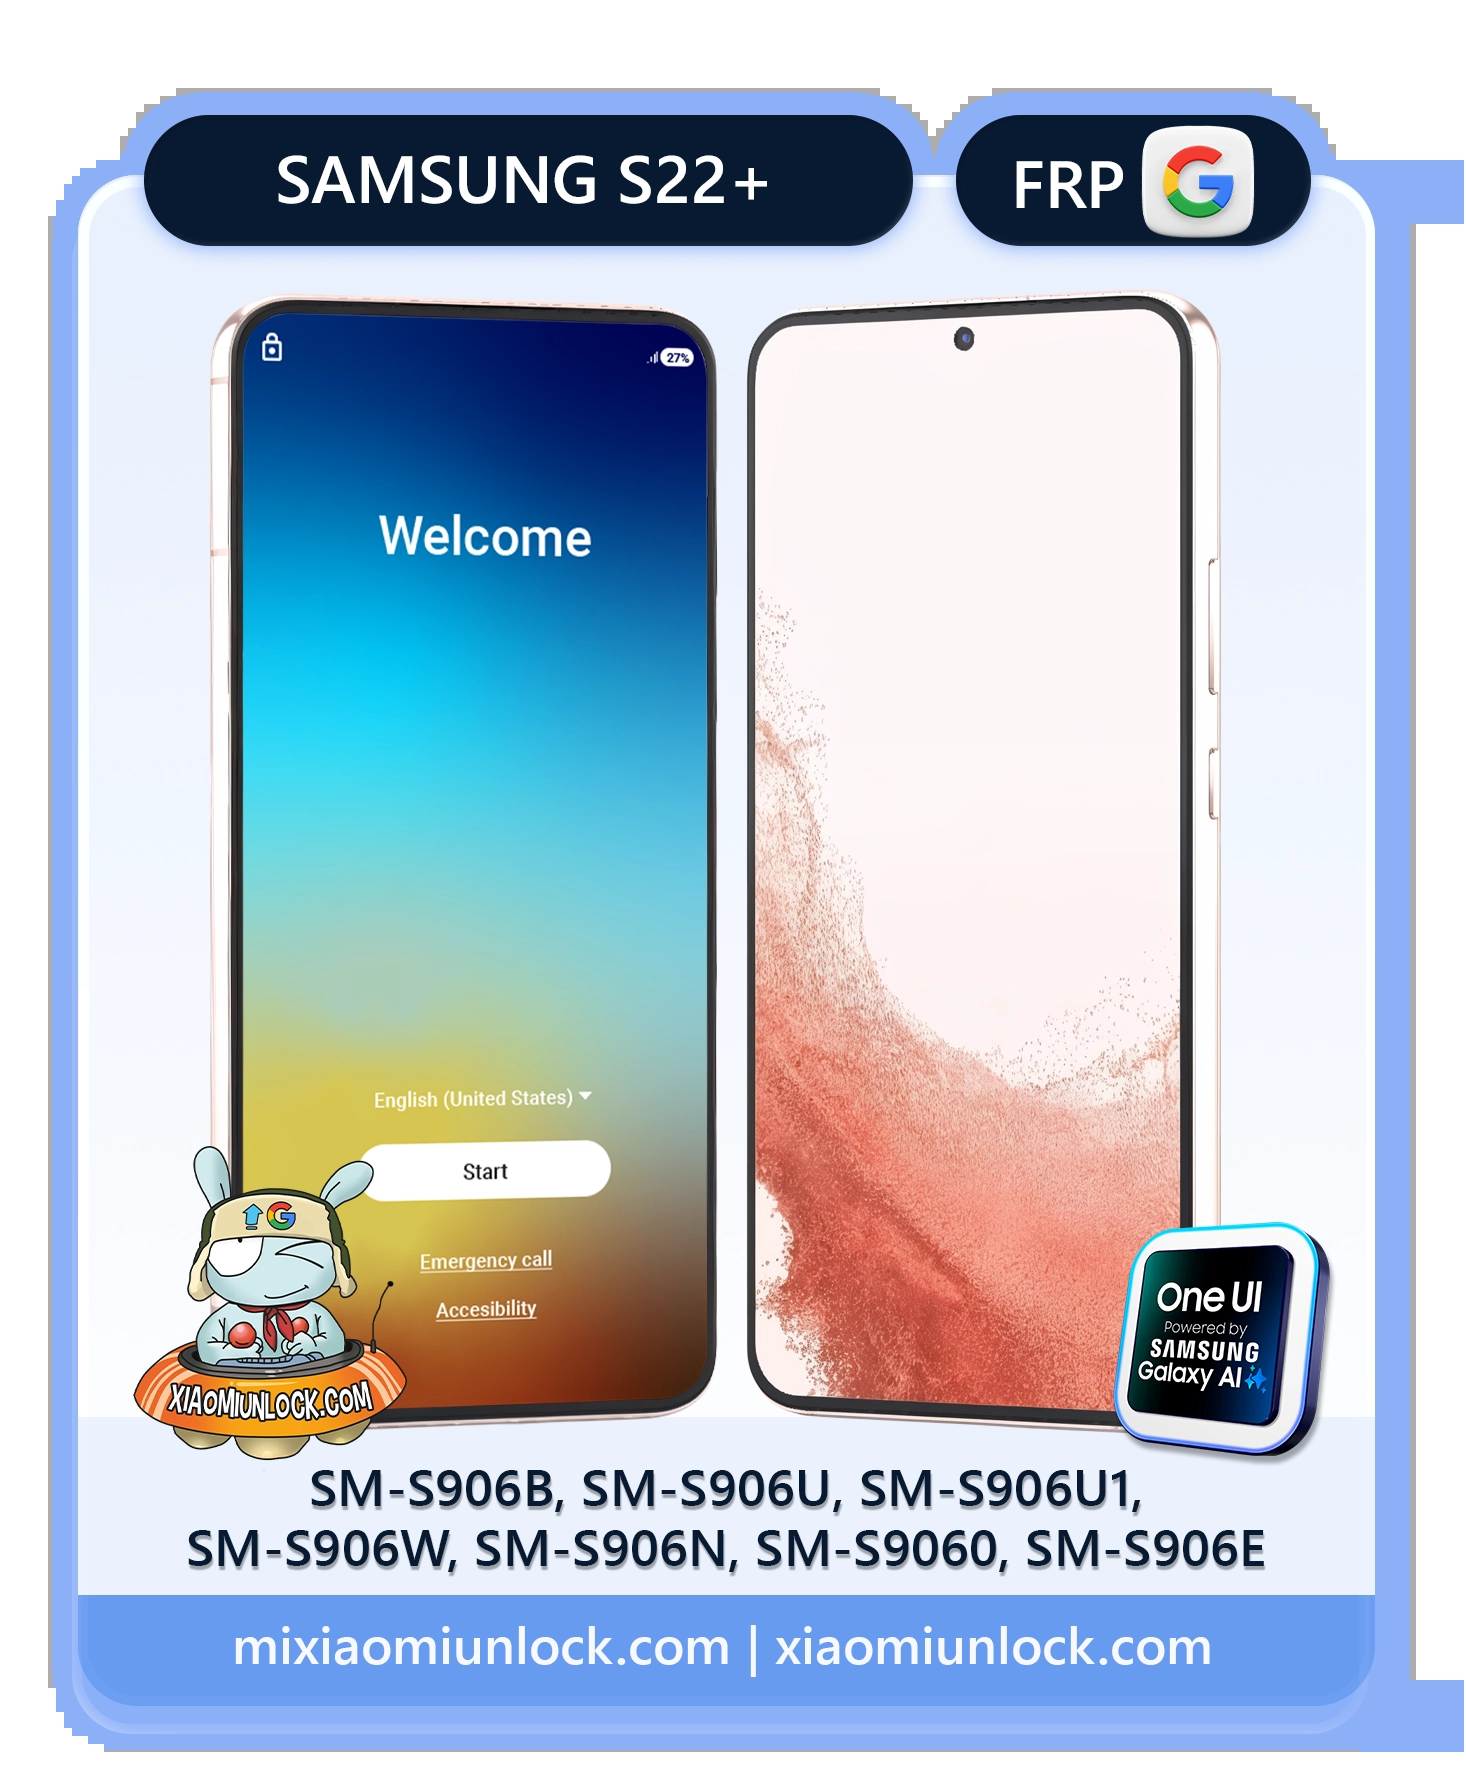 SAMSUNG S22+
FRP G
27%
Welcome
English (United States)
Start
Emergency call
Accesibility
G
XIAOMIUNLOCK.COM
One UI
Powered by
SAMSUNG
Galaxy AI
SM-S906B, SM-S906U, SM-S906U1,
SM-S906W, SM-S906N, SM-S9060, SM-S906E
mixiaomiunlock.com | xiaomiunlock.com